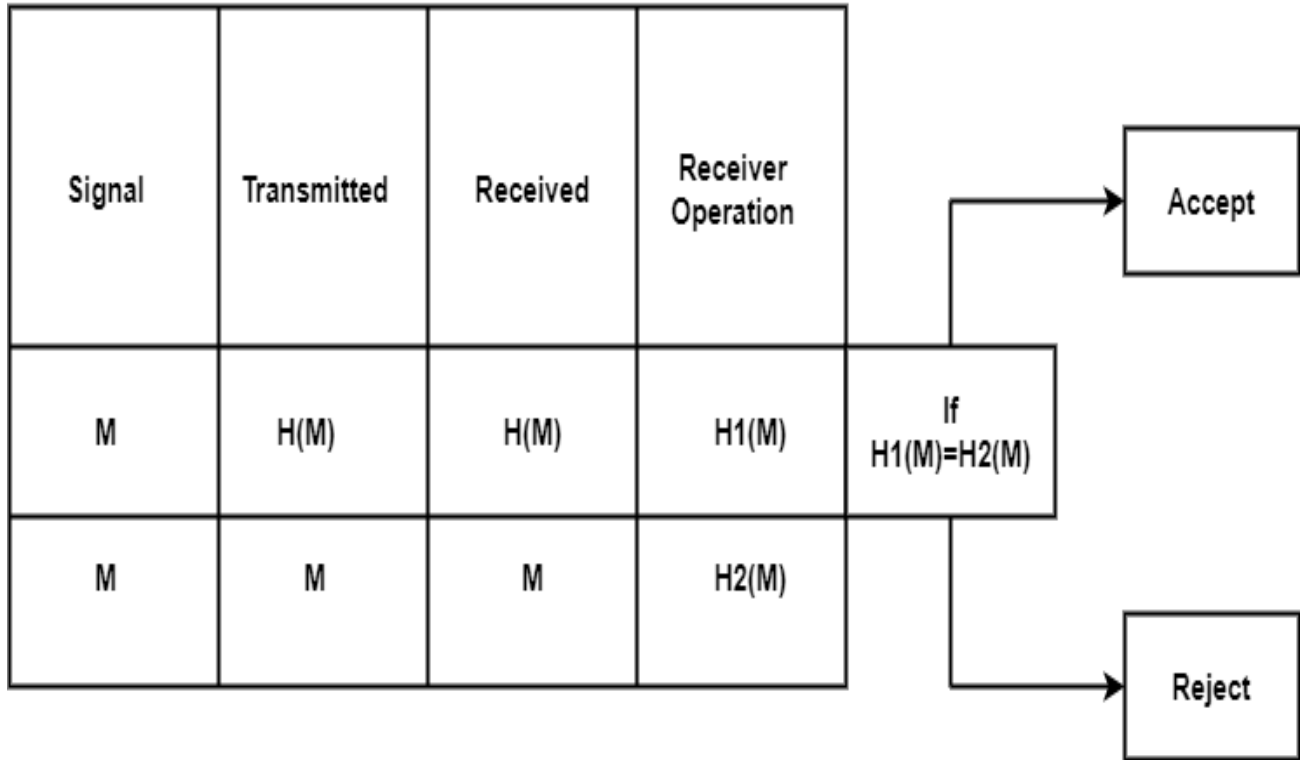 Signal
Transmitted
Received
Receiver
Operation
Accept
M
H(M)
H(M)
H1(M)
If
H1(M)=H2(M)
M
M
M
H2(M)
Reject